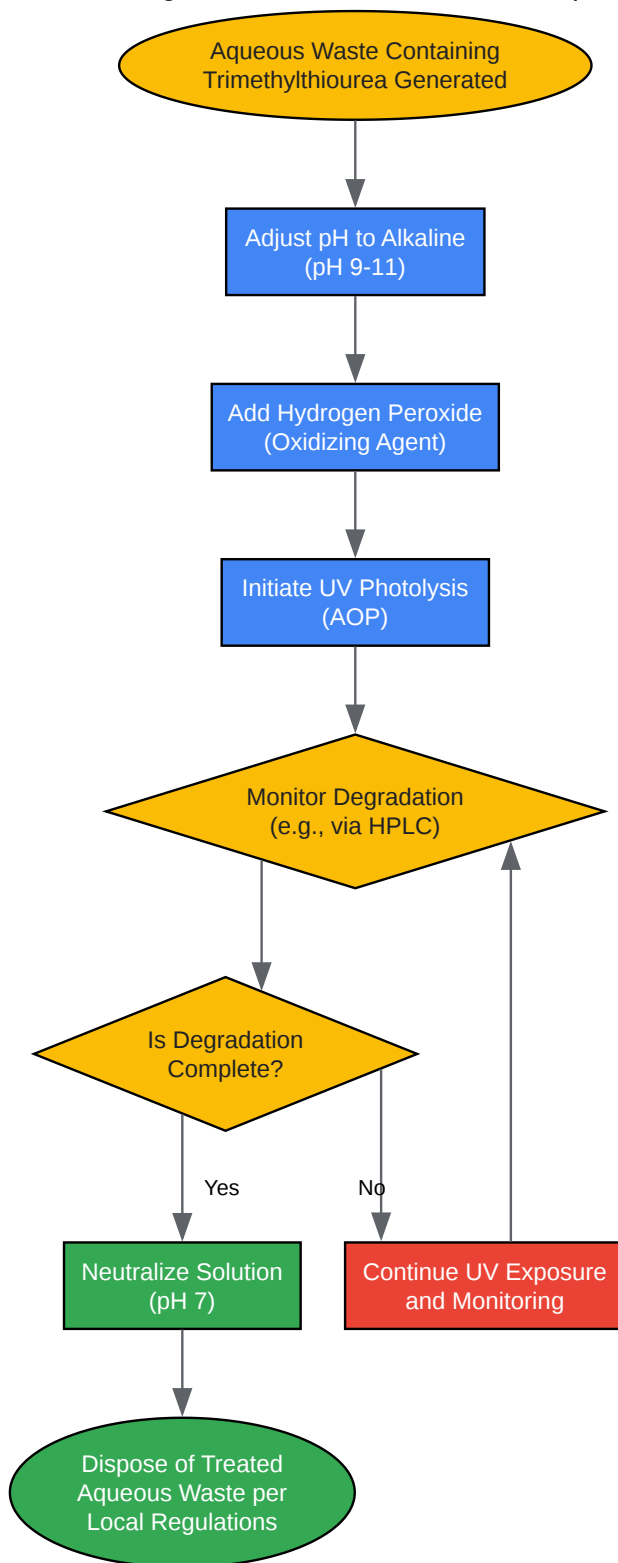 Aqueous Waste Containing
Trimethylthiourea Generated
Adjust pH to Alkaline
(pH 9-11)
Add Hydrogen Peroxide
(Oxidizing Agent)
Initiate UV Photolysis
(AOP)
Monitor Degradation
(e.g., via HPLC)
Is Degradation
Complete?
Yes
No
Neutralize Solution
(pH 7)
Continue UV Exposure
and Monitoring
Dispose of Treated
Aqueous Waste per
Local Regulations